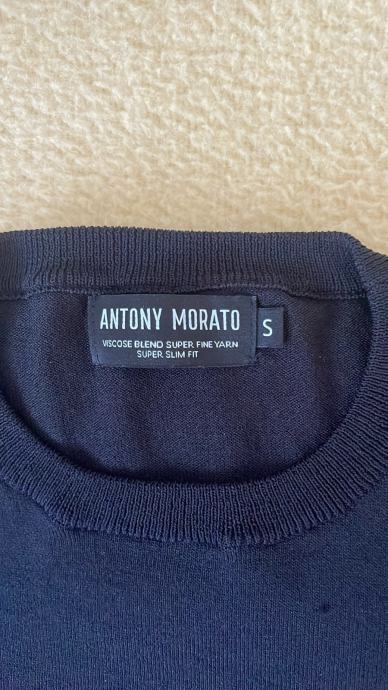 ANTONY MORATO S
VISCOSE BLEND SUPER FINE YARN
SUPER SLIM FIT